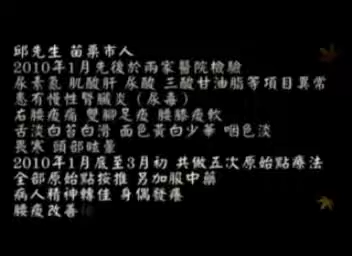 邱先生 苗栗市人
2010年1月先後於兩家醫院檢驗
尿素氮 肌酸肝 尿酸 三酸甘油脂等項目異常
患有慢性腎臟炎（尿毒）
右腰痠痛 雙腳足痠 腰膝痠軟
舌淡白苔白滑 面色黃白少華 咽色淡
畏寒 頭部眩暈
2010年1月底至3月初 共做五次原始點療法
全部原始點按推 另加服中藥
病人精神轉佳 身偶發癢
腰痠改善